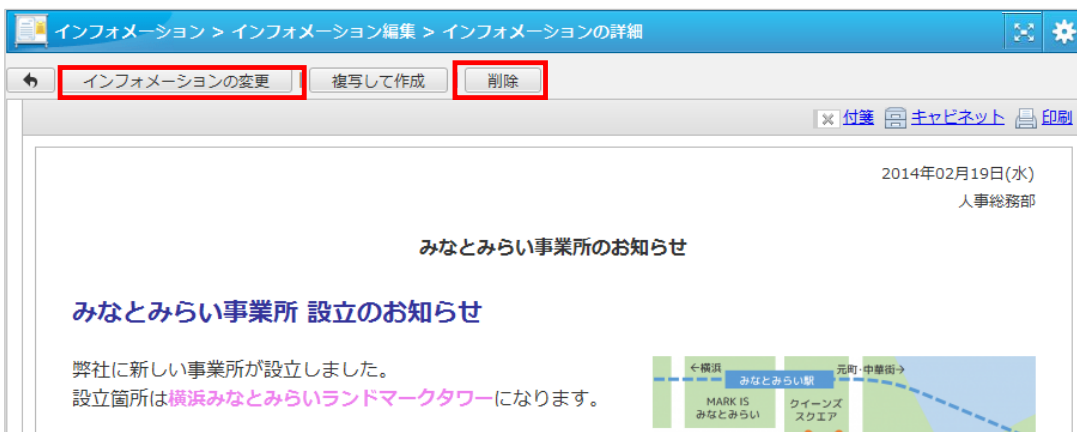 インフォメーション > インフォメーション編集 > インフォメーションの詳細
インフォメーションの変更 複写して作成 削除
付箋 キャビネット 印刷
2014年02月19日(水)
人事総務部
みなとみらい事業所のお知らせ
みなとみらい事業所 設立のお知らせ
弊社に新しい事業所が設立しました。
設立箇所は横浜みなとみらいランドマークタワーになります。
←横浜
みなとみらい駅
元町・中華街→
MARK IS
みなとみらい
クイーンズ
スクエア